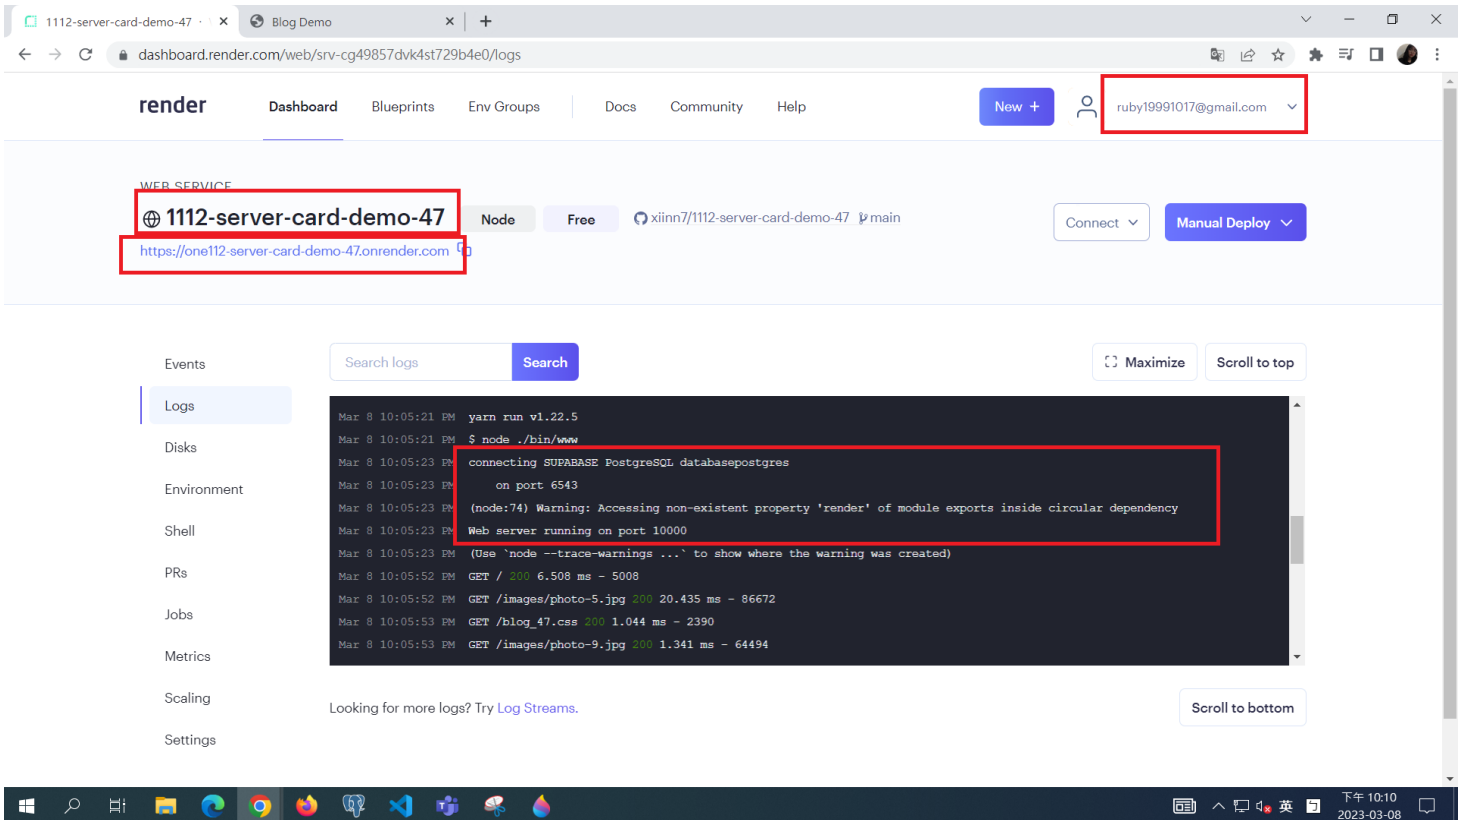 1112-server-card-demo-47 ·
Blog Demo
dashboard.render.com/web/srv-cg49857dvk4st729b4e0/logs
render Dashboard Blueprints Env Groups Docs Community Help New + ruby19991017@gmail.com
WEB SERVICE
1112-server-card-demo-47 Node Free xiinn7/1112-server-card-demo-47 main Connect Manual Deploy
https://one112-server-card-demo-47.onrender.com
Events
Logs
Disks
Environment
Shell
PRs
Jobs
Metrics
Scaling
Settings
Search logs Search Maximize Scroll to top
Mar 8 10:05:21 PM yarn run v1.22.5
Mar 8 10:05:21 PM $ node ./bin/www
Mar 8 10:05:23 PM connecting SUPABASE PostgreSQL databasepostgres
Mar 8 10:05:23 PM on port 6543
Mar 8 10:05:23 PM (node:74) Warning: Accessing non-existent property 'render' of module exports inside circular dependency
Mar 8 10:05:23 PM Web server running on port 10000
Mar 8 10:05:23 PM (Use `node --trace-warnings ...` to show where the warning was created)
Mar 8 10:05:52 PM GET / 200 6.508 ms - 5008
Mar 8 10:05:52 PM GET /images/photo-5.jpg 200 20.435 ms - 86672
Mar 8 10:05:53 PM GET /blog_47.css 200 1.044 ms - 2390
Mar 8 10:05:53 PM GET /images/photo-9.jpg 200 1.341 ms - 64494
Looking for more logs? Try Log Streams. Scroll to bottom
英 ㄅ
下午 10:10
2023-03-08